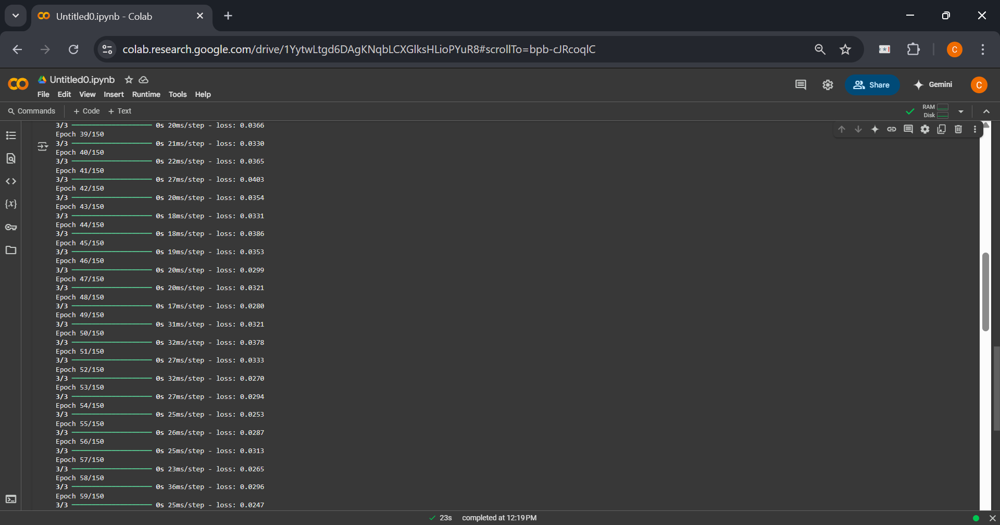 Untitled0.ipynb - Colab
colab.research.google.com/drive/1YytwLtgd6DAgKNqbLCXGlksHLioPYuR8#scrollTo=bpb-cJRcoqlC
C
Untitled0.ipynb
File Edit View Insert Runtime Tools Help
Share
Gemini
C
Commands + Code + Text
RAM
Disk
3/3 0s 20ms/step - loss: 0.0366
Epoch 39/150
3/3 0s 21ms/step - loss: 0.0330
Epoch 40/150
3/3 0s 22ms/step - loss: 0.0365
Epoch 41/150
3/3 0s 27ms/step - loss: 0.0403
Epoch 42/150
3/3 0s 20ms/step - loss: 0.0354
Epoch 43/150
3/3 0s 18ms/step - loss: 0.0331
Epoch 44/150
3/3 0s 18ms/step - loss: 0.0386
Epoch 45/150
3/3 0s 19ms/step - loss: 0.0353
Epoch 46/150
3/3 0s 20ms/step - loss: 0.0299
Epoch 47/150
3/3 0s 20ms/step - loss: 0.0321
Epoch 48/150
3/3 0s 17ms/step - loss: 0.0280
Epoch 49/150
3/3 0s 31ms/step - loss: 0.0321
Epoch 50/150
3/3 0s 32ms/step - loss: 0.0378
Epoch 51/150
3/3 0s 27ms/step - loss: 0.0333
Epoch 52/150
3/3 0s 32ms/step - loss: 0.0270
Epoch 53/150
3/3 0s 27ms/step - loss: 0.0294
Epoch 54/150
3/3 0s 25ms/step - loss: 0.0253
Epoch 55/150
3/3 0s 26ms/step - loss: 0.0287
Epoch 56/150
3/3 0s 25ms/step - loss: 0.0313
Epoch 57/150
3/3 0s 23ms/step - loss: 0.0265
Epoch 58/150
3/3 0s 36ms/step - loss: 0.0296
Epoch 59/150
3/3 0s 25ms/step - loss: 0.0247
23s completed at 12:19 PM